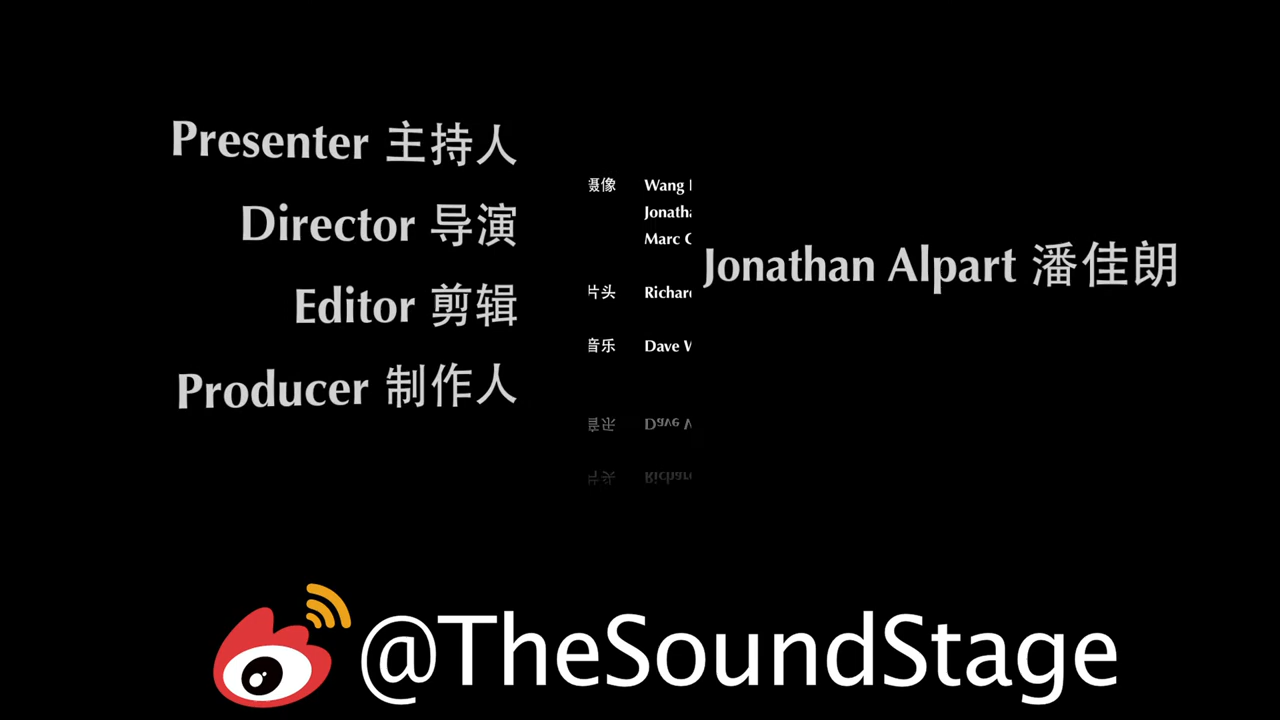 Presenter 主持人
Director 导演
Editor 剪辑
Producer 制作人
Jonathan Alpart 潘佳朗
摄像 Wang
Marc
片头
音乐 Dave
@TheSoundStage